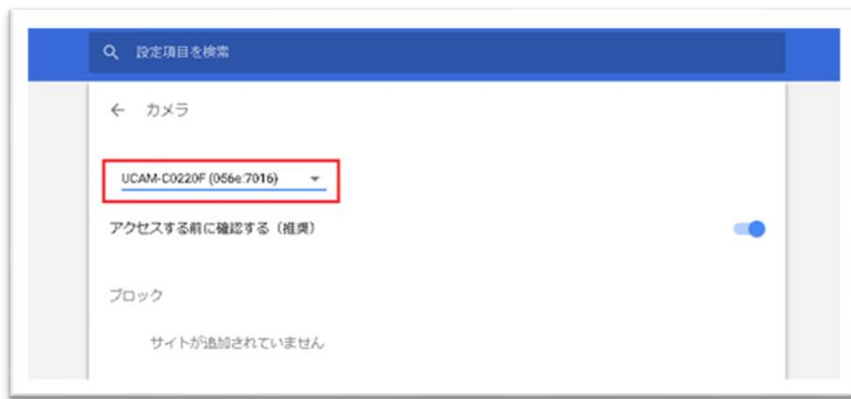 設定項目を検索
← カメラ
UCAM-C0220F (056e:7016)
アクセスする前に確認する（推奨）
ブロック
サイトが追加されていません